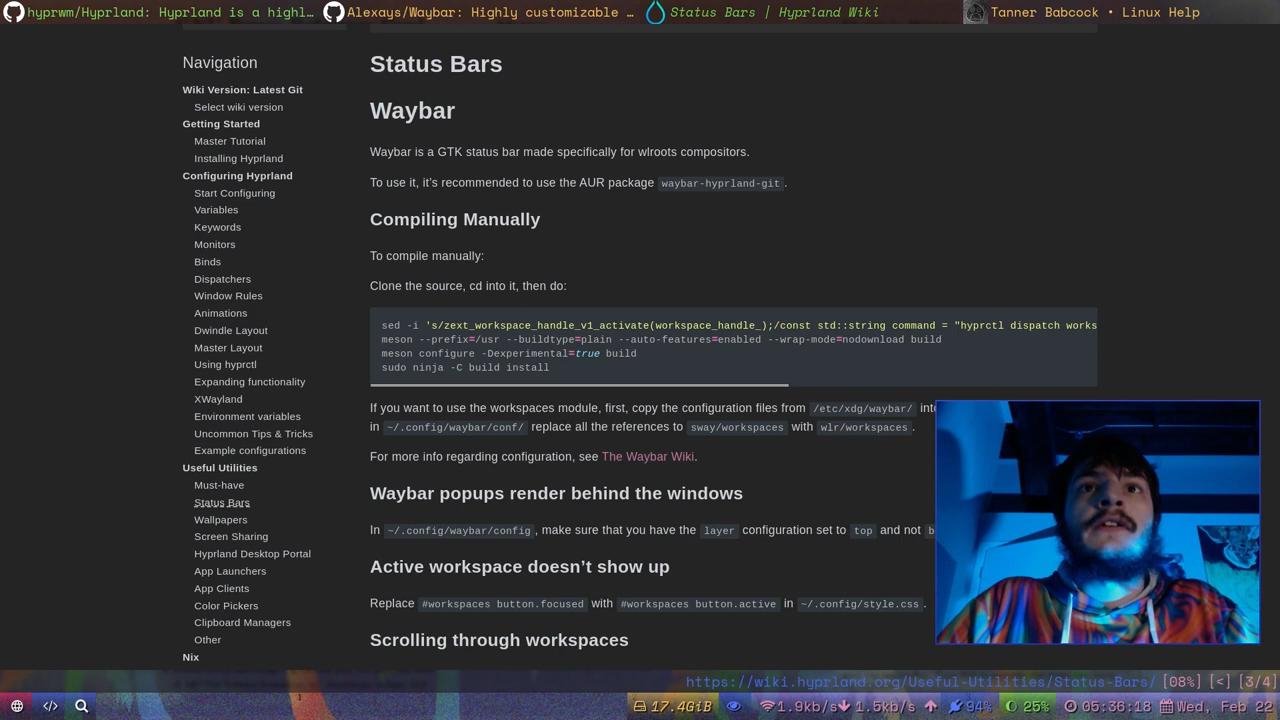 hyprwm/Hyprland: Hyprland is a highl… Alexays/Waybar: Highly customizable … Status Bars | Hyprland Wiki Tanner Babcock • Linux Help
Navigation
Wiki Version: Latest Git
Select wiki version
Getting Started
Master Tutorial
Installing Hyprland
Configuring Hyprland
Start Configuring
Variables
Keywords
Monitors
Binds
Dispatchers
Window Rules
Animations
Dwindle Layout
Master Layout
Using hyprctl
Expanding functionality
XWayland
Environment variables
Uncommon Tips & Tricks
Example configurations
Useful Utilities
Must-have
Status Bars
Wallpapers
Screen Sharing
Hyprland Desktop Portal
App Launchers
App Clients
Color Pickers
Clipboard Managers
Other
Nix
Status Bars
Waybar
Waybar is a GTK status bar made specifically for wlroots compositors.
To use it, it’s recommended to use the AUR package waybar-hyprland-git.
Compiling Manually
To compile manually:
Clone the source, cd into it, then do:
sed -i 's/zext_workspace_handle_v1_activate(workspace_handle_);/const std::string command = "hyprctl dispatch works
meson --prefix=/usr --buildtype=plain --auto-features=enabled --wrap-mode=nodownload build
meson configure -Dexperimental=true build
sudo ninja -C build install
If you want to use the workspaces module, first, copy the configuration files from /etc/xdg/waybar/ into
in ~/.config/waybar/conf/ replace all the references to sway/workspaces with wlr/workspaces.
For more info regarding configuration, see The Waybar Wiki.
Waybar popups render behind the windows
In ~/.config/waybar/config, make sure that you have the layer configuration set to top and not b
Active workspace doesn’t show up
Replace #workspaces button.focused with #workspaces button.active in ~/.config/style.css.
Scrolling through workspaces
https://wiki.hyprland.org/Useful-Utilities/Status-Bars/ [08%] [<] [3/4]
17.4GiB 1.9kb/s 1.5kb/s 94% 25% 05:36:18 Wed, Feb 22